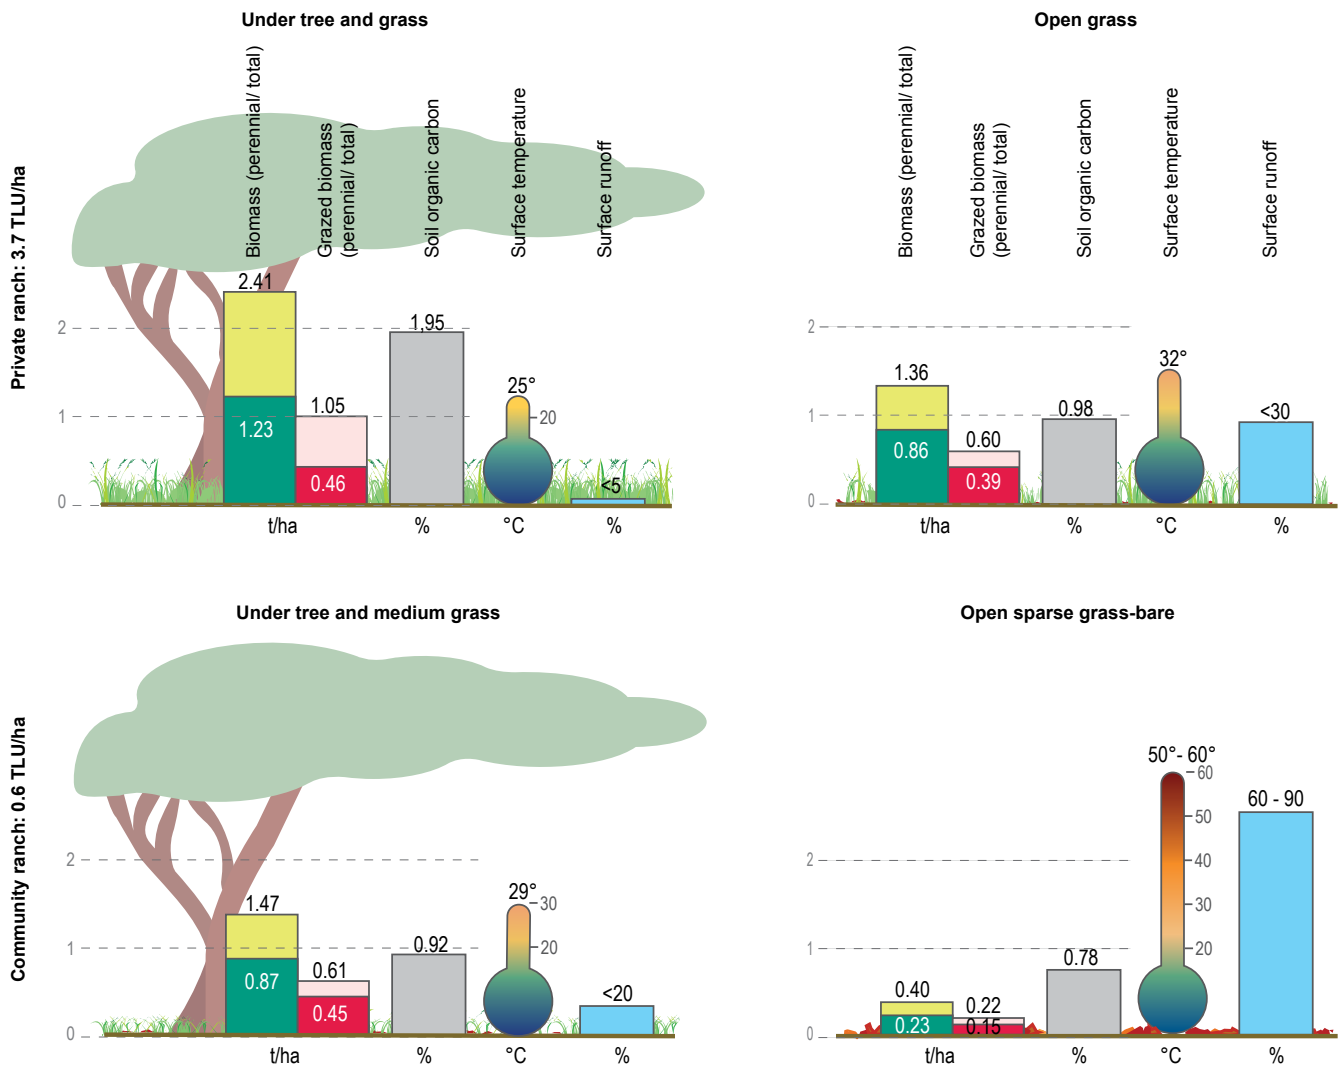 Under tree and grass
Open grass
Private ranch: 3.7 TLU/ha
Biomass (perennial/ total)
Grazed biomass
(perennial/ total)
Soil organic carbon
Surface temperature
Surface runoff
2.41
2
1,95
25°
1
1.05
20
1.23
0.46
<5
0
t/ha
%
°C
%
Biomass (perennial/ total)
Grazed biomass
(perennial/ total)
Soil organic carbon
Surface temperature
Surface runoff
2
32°
1.36
1
0.98
<30
0.60
0.86
0.39
0
t/ha
%
°C
%
Under tree and medium grass
Open sparse grass-bare
Community ranch: 0.6 TLU/ha
2
29°
1.47
30
1
0.92
20
0.61
0.87
0.45
<20
0
t/ha
%
°C
%
50°- 60°
60
60 - 90
50
2
40
30
1
0.78
20
0.40
0.22
0.23
0.15
0
t/ha
%
°C
%